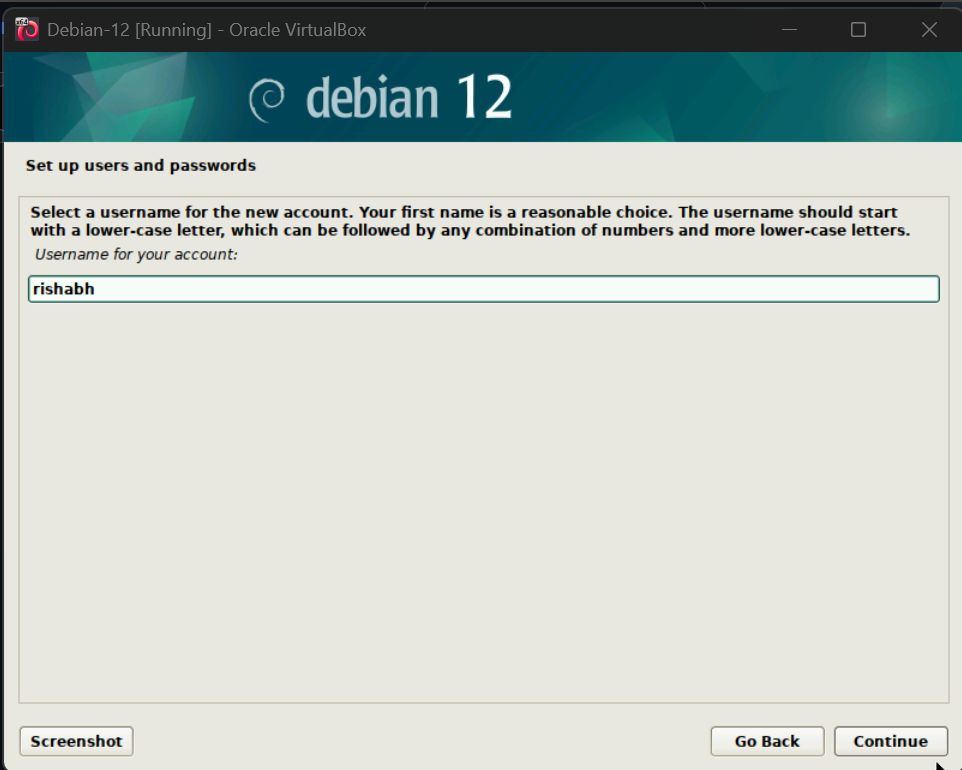 Debian-12 [Running] - Oracle VirtualBox
debian 12
Set up users and passwords
Select a username for the new account. Your first name is a reasonable choice. The username should start
with a lower-case letter, which can be followed by any combination of numbers and more lower-case letters.
Username for your account:
rishabh
Screenshot
Go Back
Continue